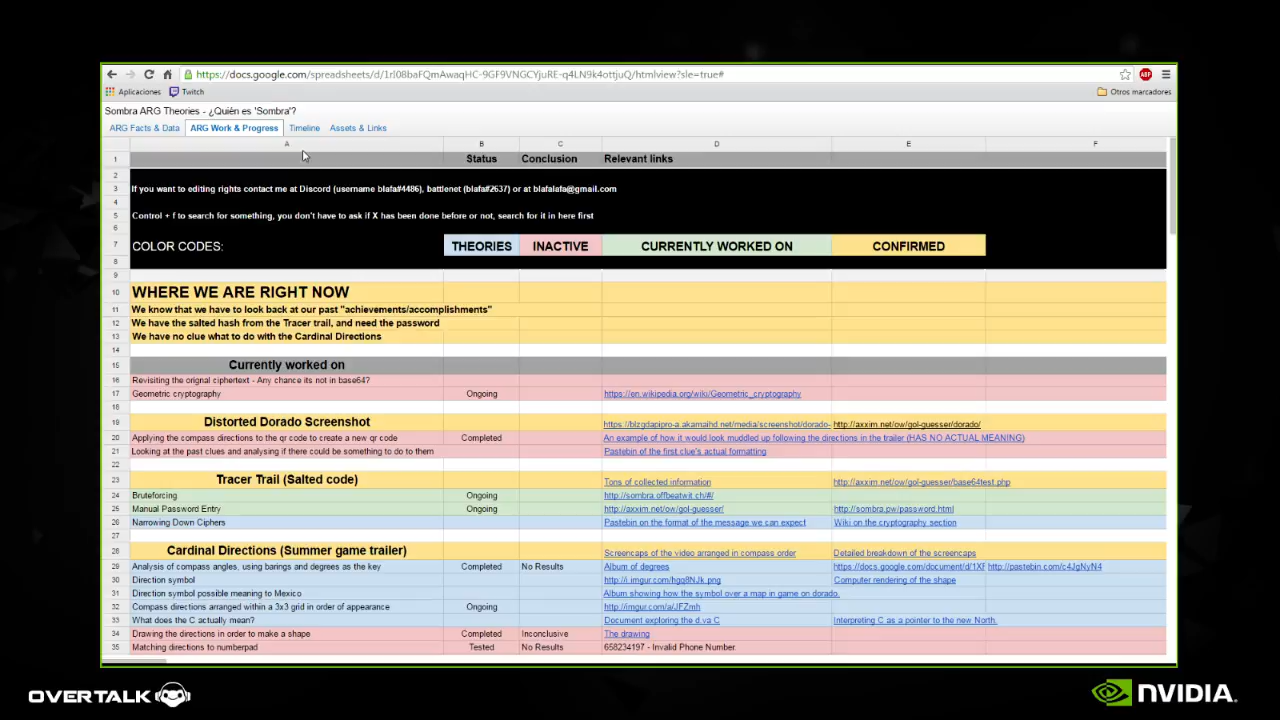 https://docs.google.com/spreadsheets/d/1rl08baFQmAwaqHC-9GF9VNGCYjuRE-q4LN9k4ottjuQ/htmlview?sle=true#
ABP
Aplicaciones Twitch Otros marcadores
Sombra ARG Theories - ¿Quién es 'Sombra'?
ARG Facts & Data ARG Work & Progress Timeline Assets & Links
A B C D E F
1 Status Conclusion Relevant links
2
3 If you want to editing rights contact me at Discord (username blafa#4486), battlenet (blafa#2637) or at blafalafa@gmail.com
4
5 Control + f to search for something, you don't have to ask if X has been done before or not, search for it in here first
6
7 COLOR CODES: THEORIES INACTIVE CURRENTLY WORKED ON CONFIRMED
8
9
10 WHERE WE ARE RIGHT NOW
11 We know that we have to look back at our past "achievements/accomplishments"
12 We have the salted hash from the Tracer trail, and need the password
13 We have no clue what to do with the Cardinal Directions
14
15 Currently worked on
16 Revisiting the orignal ciphertext - Any chance its not in base64?
17 Geometric cryptography Ongoing https://en.wikipedia.org/wiki/Geometric_cryptography
18
19 Distorted Dorado Screenshot https://blzgdapipro-a.akamaihd.net/media/screenshot/dorado- http://axxim.net/ow/gol-guesser/dorado/
20 Applying the compass directions to the qr code to create a new qr code Completed An example of how it would look muddled up following the directions in the trailer (HAS NO ACTUAL MEANING)
21 Looking at the past clues and analysing if there could be something to do to them Pastebin of the first clue's actual formatting
22
23 Tracer Trail (Salted code) Tons of collected information http://axxim.net/ow/gol-guesser/base64test.php
24 Bruteforcing Ongoing http://sombra.offbeatwit.ch/#/
25 Manual Password Entry Ongoing http://axxim.net/ow/gol-guesser/ http://sombra.pw/password.html
26 Narrowing Down Ciphers Pastebin on the format of the message we can expect Wiki on the cryptography section
27
28 Cardinal Directions (Summer game trailer) Screencaps of the video arranged in compass order Detailed breakdown of the screencaps
29 Analysis of compass angles, using barings and degrees as the key Completed No Results Album of degrees https://docs.google.com/document/d/1XF http://pastebin.com/c4JgNyN4
30 Direction symbol http://i.imgur.com/hgq8NJk.png Computer rendering of the shape
31 Direction symbol possible meaning to Mexico Album showing how the symbol over a map in game on dorado.
32 Compass directions arranged within a 3x3 grid in order of appearance Ongoing http://imgur.com/a/JFZmh
33 What does the C actually mean? Document exploring the d.va C Interpreting C as a pointer to the new North.
34 Drawing the directions in order to make a shape Completed Inconclusive The drawing
35 Matching directions to numberpad Tested No Results 658234197 - Invalid Phone Number.
OVERTALK
NVIDIA.